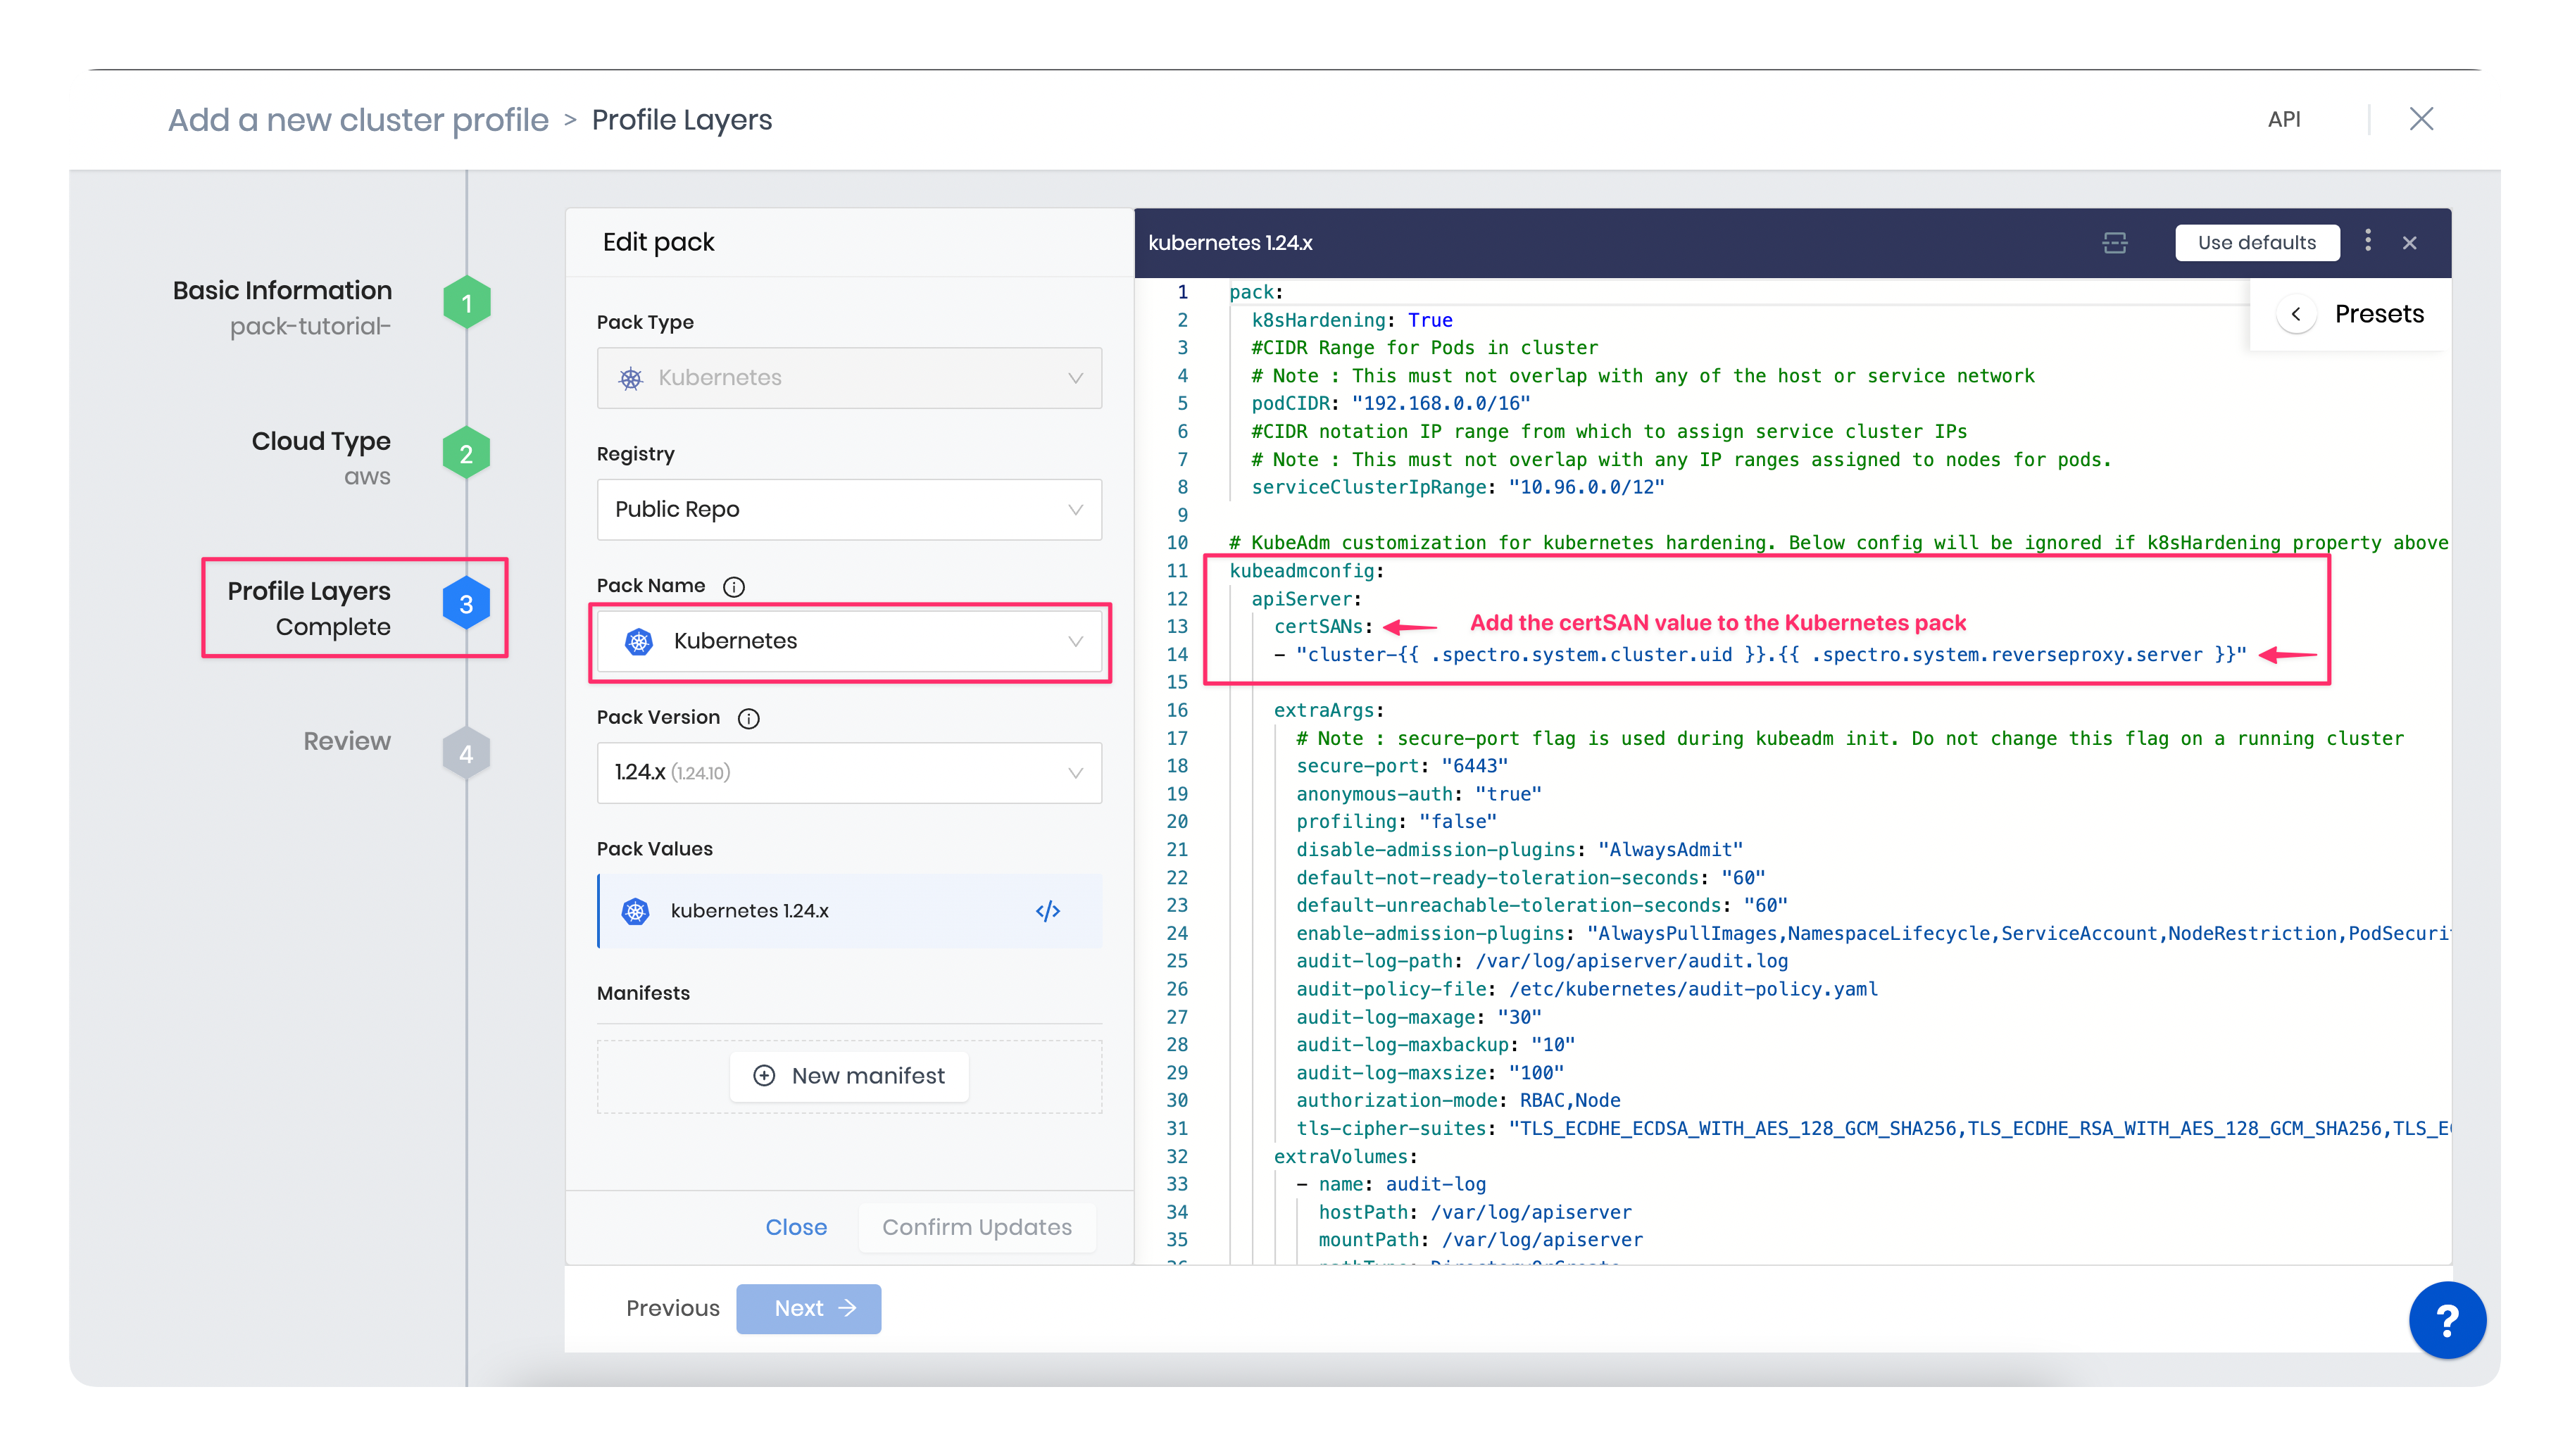 Add a new cluster profile > Profile Layers
API
Basic Information
pack-tutorial-
1
Cloud Type
aws
2
Profile Layers
Complete
3
Review
4
Edit pack
Pack Type
Kubernetes
Registry
Public Repo
Pack Name
Kubernetes
Pack Version
1.24.x (1.24.10)
Pack Values
kubernetes 1.24.x
</>
Manifests
New manifest
Close
Confirm Updates
Previous
Next →
kubernetes 1.24.x
Use defaults
Presets
1 pack:
2 k8sHardening: True
3 #CIDR Range for Pods in cluster
4 # Note : This must not overlap with any of the host or service network
5 podCIDR: "192.168.0.0/16"
6 #CIDR notation IP range from which to assign service cluster IPs
7 # Note : This must not overlap with any IP ranges assigned to nodes for pods.
8 serviceClusterIpRange: "10.96.0.0/12"
9
10 # KubeAdm customization for kubernetes hardening. Below config will be ignored if k8sHardening property above
11 kubeadmconfig:
12 apiServer:
13 certSANs:
Add the certSAN value to the Kubernetes pack
14 - "cluster-{{ .spectro.system.cluster.uid }}.{{ .spectro.system.reverseproxy.server }}"
15
16 extraArgs:
17 # Note : secure-port flag is used during kubeadm init. Do not change this flag on a running cluster
18 secure-port: "6443"
19 anonymous-auth: "true"
20 profiling: "false"
21 disable-admission-plugins: "AlwaysAdmit"
22 default-not-ready-toleration-seconds: "60"
23 default-unreachable-toleration-seconds: "60"
24 enable-admission-plugins: "AlwaysPullImages,NamespaceLifecycle,ServiceAccount,NodeRestriction,PodSecuri
25 audit-log-path: /var/log/apiserver/audit.log
26 audit-policy-file: /etc/kubernetes/audit-policy.yaml
27 audit-log-maxage: "30"
28 audit-log-maxbackup: "10"
29 audit-log-maxsize: "100"
30 authorization-mode: RBAC,Node
31 tls-cipher-suites: "TLS_ECDHE_ECDSA_WITH_AES_128_GCM_SHA256,TLS_ECDHE_RSA_WITH_AES_128_GCM_SHA256,TLS_E
32 extraVolumes:
33 - name: audit-log
34 hostPath: /var/log/apiserver
35 mountPath: /var/log/apiserver
?